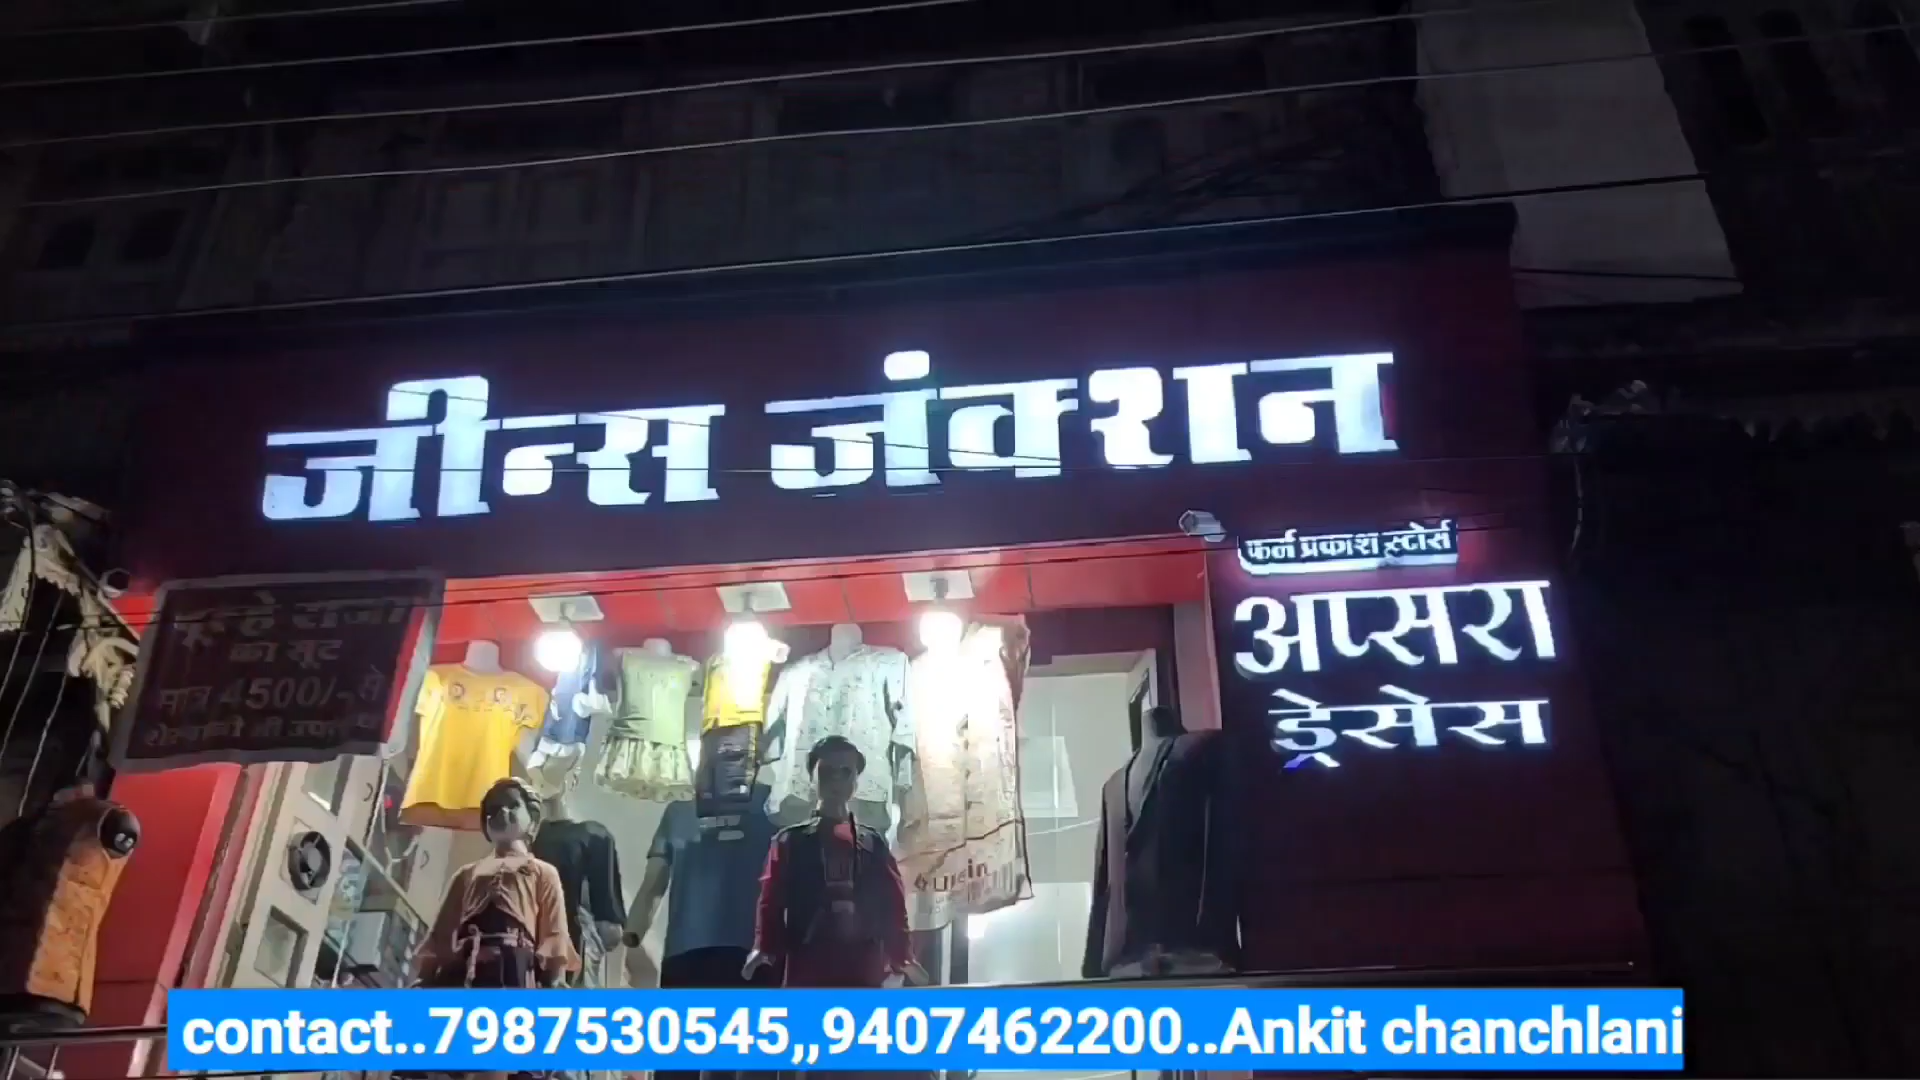 जीन्स जंक्शन
फर्म प्रकाश स्टोर्स
अप्सरा
ड्रेसेस
दूल्हे राजा
का सूट
मात्र 4500/- से
contact..7987530545,,9407462200..Ankit chanchlani